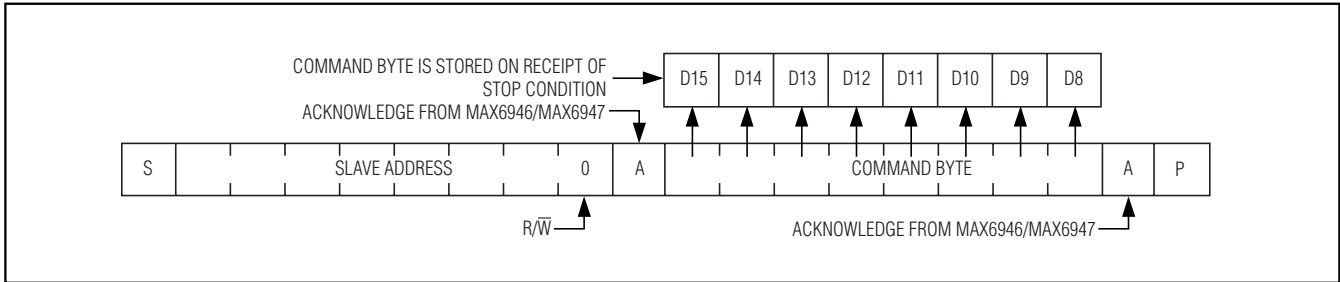 COMMAND BYTE IS STORED ON RECEIPT OF
STOP CONDITION
D15 D14 D13 D12 D11 D10 D9 D8
ACKNOWLEDGE FROM MAX6946/MAX6947
S SLAVE ADDRESS 0 A COMMAND BYTE A P
R/W̅ ACKNOWLEDGE FROM MAX6946/MAX6947